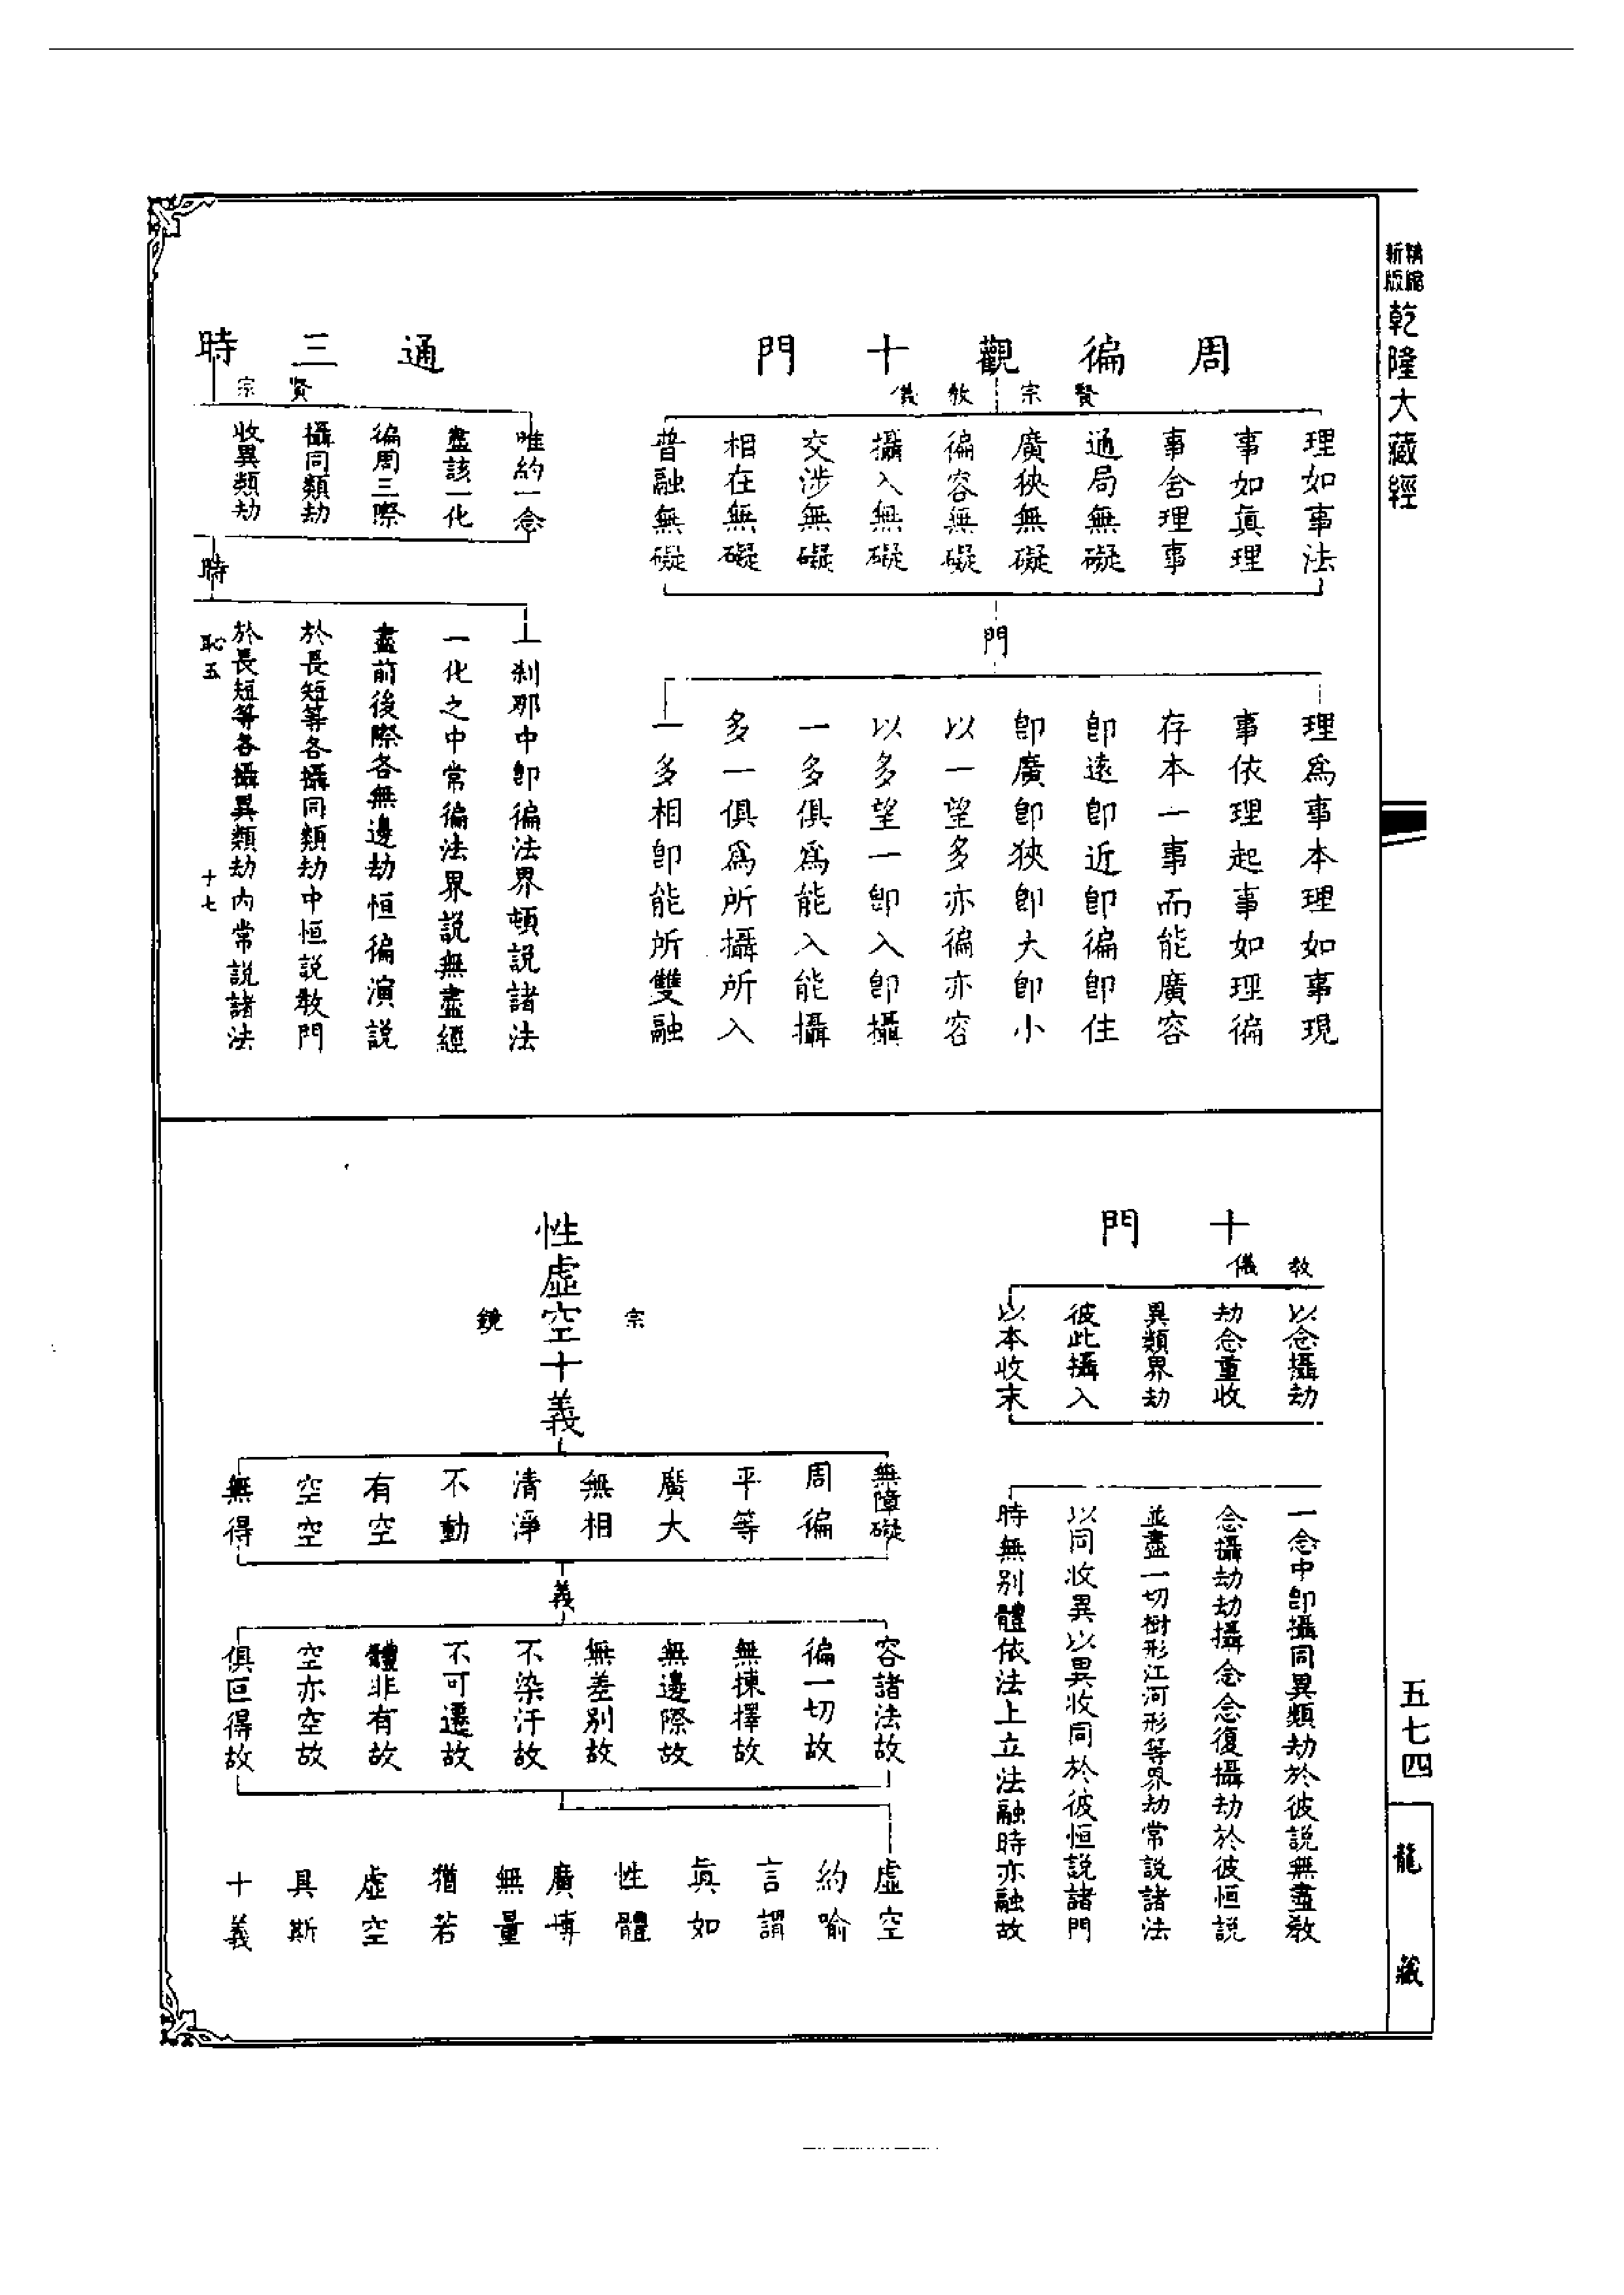 精縮新版
乾隆大藏經
五七四
龍藏
周徧觀十門
賢宗教儀
理如事法
事如真理
事含理事
通局無礙
廣狹無礙
徧容無礙
攝入無礙
交涉無礙
相在無礙
普融無礙
門
理為事本理如事現
事依理起事如理徧
存本一事而能廣容
卽遠卽近卽徧卽住
卽廣卽狹卽大卽小
以一望多亦徧亦容
以多望一卽入卽攝
一多俱為能入能攝
多一俱為所攝所入
一多相卽能所雙融
通三時
賢宗
唯約一念
盡該一化
徧周三際
攝同類劫
收異類劫
時
一剎那中卽徧法界頓說諸法
一化之中常徧法界說無盡經
盡前後際各無邊劫恒徧演說
於長短等各攝同類劫中恒說教門
於長短等各攝異類劫內常說諸法
恥五
十七
十門
教儀
以念攝劫
劫念重收
異類界劫
彼此攝入
以本收末
一念中卽攝同異類劫於彼說無盡教
念攝劫劫攝念念復攝劫於彼恒說
並盡一切樹形江河形等界劫常說諸法
以同收異以異收同於彼恒說諸門
時無別體依法上立法融時亦融故
性虛空十義
宗鏡
無障礙
周徧
平等
廣大
無相
清淨
不動
有空
空空
無得
義
容諸法故
徧一切故
無揀擇故
無邊際故
無差別故
不染汙故
不可遷故
體非有故
空亦空故
俱叵得故
虛空
約喻
言謂
真如
性體
廣博
無量
猶若
虛空
具斯
十義